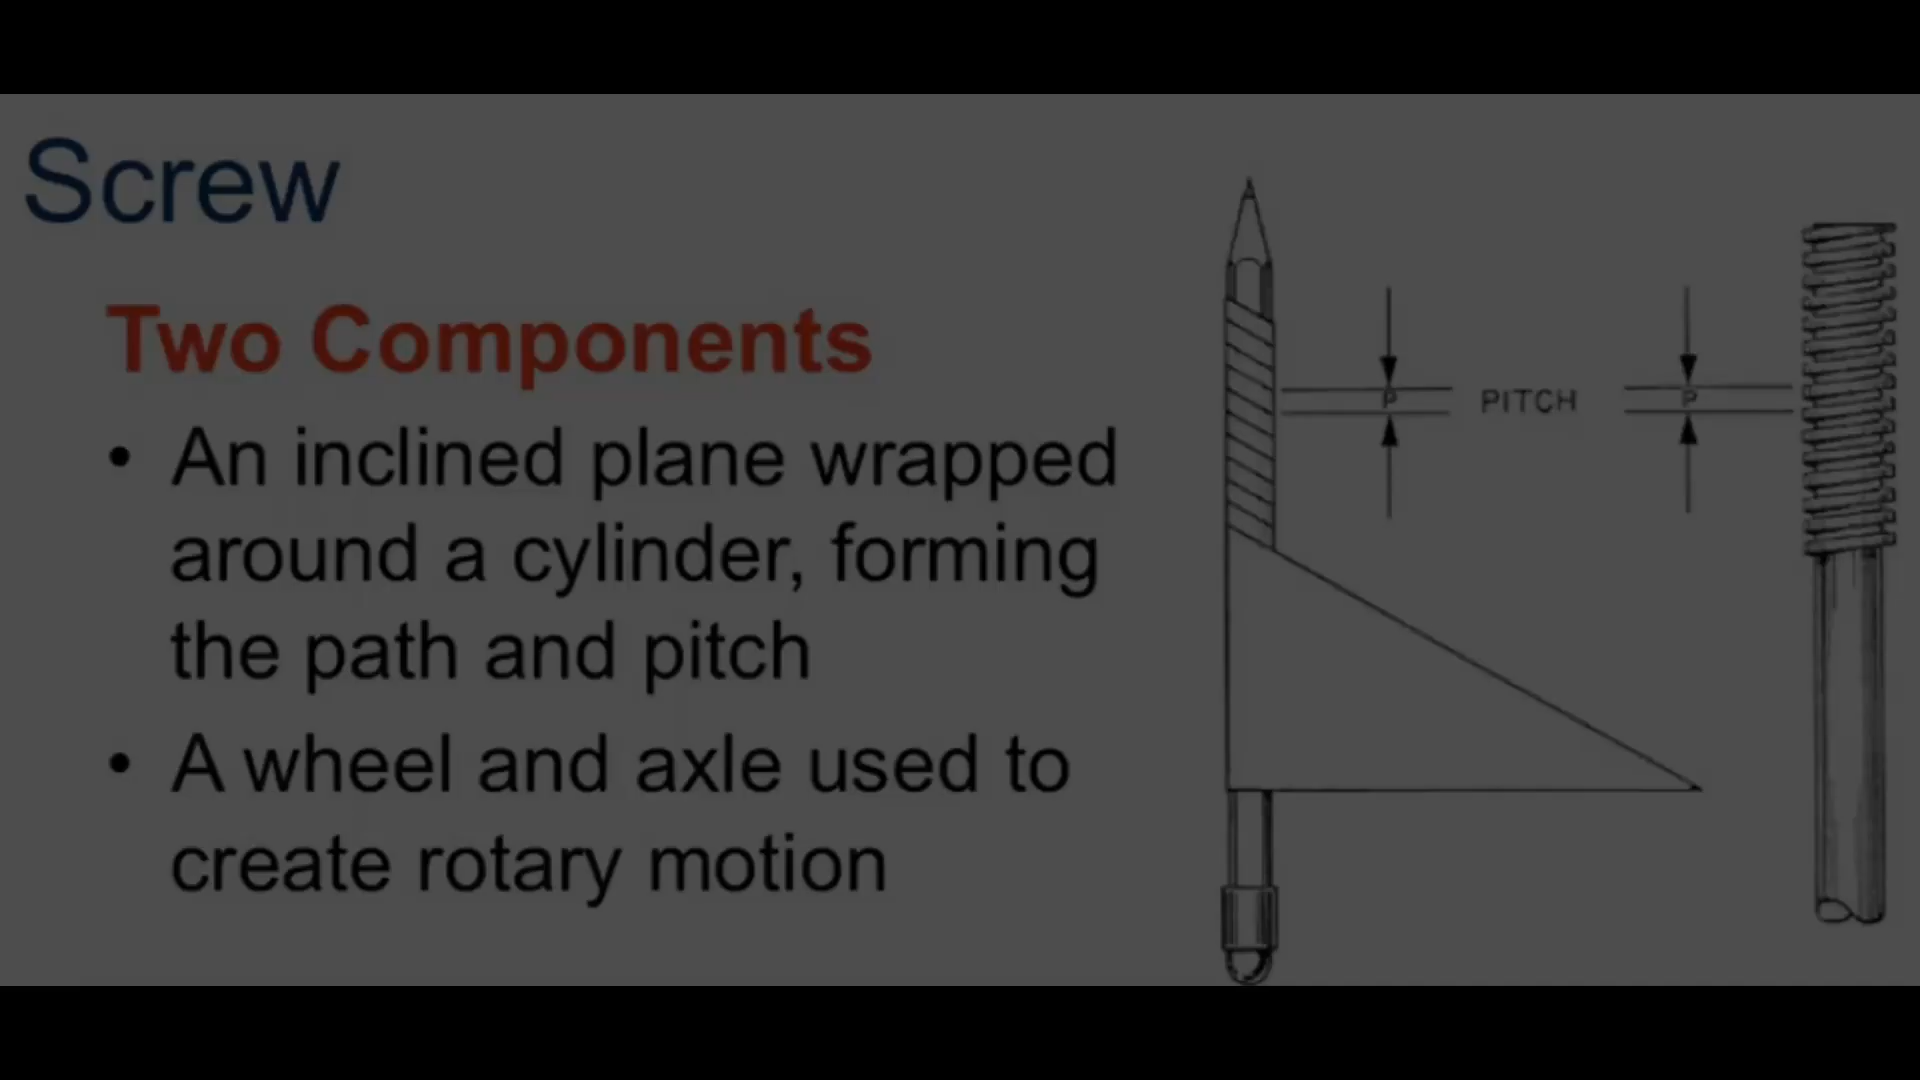 Screw
Two Components
• An inclined plane wrapped
around a cylinder, forming
the path and pitch
• A wheel and axle used to
create rotary motion
P PITCH P